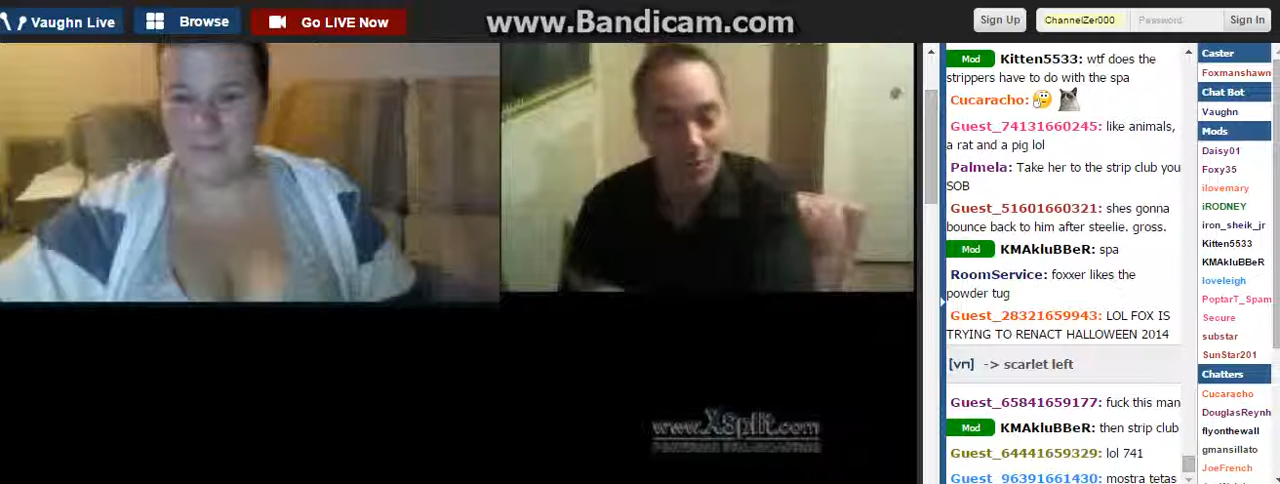 Vaughn Live
Browse
Go LIVE Now
www.Bandicam.com
Sign Up
ChannelZer000
Password
Sign In
Mod Kitten5533: wtf does the
strippers have to do with the spa
Cucaracho:
Guest_74131660245: like animals,
a rat and a pig lol
Palmela: Take her to the strip club you
SOB
Guest_51601660321: shes gonna
bounce back to him after steelie. gross.
Mod KMAkluBBeR: spa
RoomService: foxxer likes the
powder tug
Guest_28321659943: LOL FOX IS
TRYING TO RENACT HALLOWEEN 2014
[vn] -> scarlet left
Guest_65841659177: fuck this man
Mod KMAkluBBeR: then strip club
Guest_64441659329: lol 741
Guest_96391661430: mostra tetas
Caster
Foxmanshawn
Chat Bot
Vaughn
Mods
Daisy01
Foxy35
ilovemary
iRODNEY
iron_sheik_jr
Kitten5533
KMAkluBBeR
loveleigh
PoptarT_Spam
Secure
substar
SunStar201
Chatters
Cucaracho
DouglasReynh
flyonthewall
gmansillato
JoeFrench
www.XSplit.com